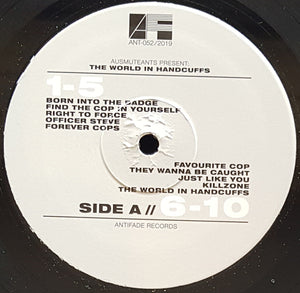 AF
ANT-052/2019
AUSMUTEANTS PRESENT:
THE WORLD IN HANDCUFFS
1-5
BORN INTO THE BADGE
FIND THE COP IN YOURSELF
RIGHT TO FORCE
OFFICER STEVE
FOREVER COPS
FAVOURITE COP
THEY WANNA BE CAUGHT
JUST LIKE YOU
KILLZONE
THE WORLD IN HANDCUFFS
SIDE A // 6-10
ANTIFADE RECORDS